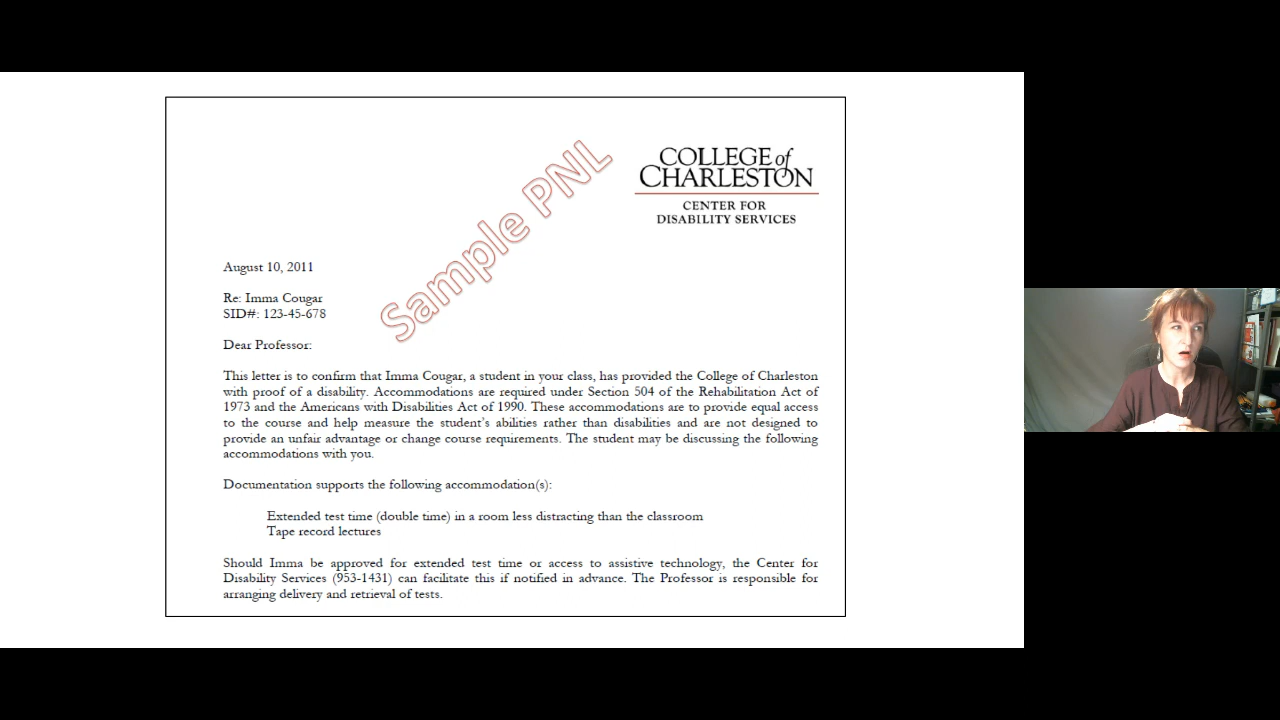 Sample PNL
COLLEGE of
CHARLESTON
CENTER FOR
DISABILITY SERVICES
August 10, 2011
Re: Imma Cougar
SID#: 123-45-678
Dear Professor:
This letter is to confirm that Imma Cougar, a student in your class, has provided the College of Charleston
with proof of a disability. Accommodations are required under Section 504 of the Rehabilitation Act of
1973 and the Americans with Disabilities Act of 1990. These accommodations are to provide equal access
to the course and help measure the student's abilities rather than disabilities and are not designed to
provide an unfair advantage or change course requirements. The student may be discussing the following
accommodations with you.
Documentation supports the following accommodation(s):
Extended test time (double time) in a room less distracting than the classroom
Tape record lectures
Should Imma be approved for extended test time or access to assistive technology, the Center for
Disability Services (953-1431) can facilitate this if notified in advance. The Professor is responsible for
arranging delivery and retrieval of tests.